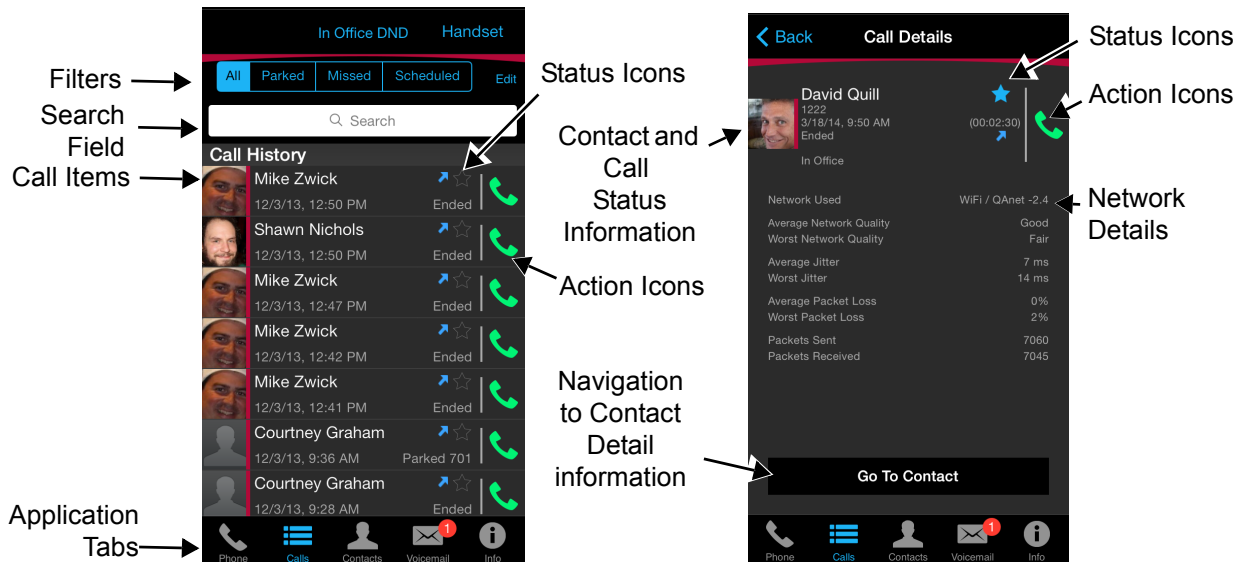 In Office DND Handset
Filters
All Parked Missed Scheduled Edit
Search
Field
Search
Call History
Call Items
Mike Zwick
12/3/13, 12:50 PM Ended
Shawn Nichols
12/3/13, 12:50 PM Ended
Mike Zwick
12/3/13, 12:47 PM Ended
Mike Zwick
12/3/13, 12:42 PM Ended
Mike Zwick
12/3/13, 12:41 PM Ended
Courtney Graham
12/3/13, 9:36 AM Parked 701
Courtney Graham
12/3/13, 9:28 AM Ended
Application
Tabs
Phone Calls Contacts Voicemail 1 Info
Status Icons
Action Icons
Back Call Details
Status Icons
Action Icons
Contact and
Call
Status
Information
David Quill
1222
3/18/14, 9:50 AM (00:02:30)
Ended
In Office
Network Used WiFi / QAnet -2.4
Network
Details
Average Network Quality Good
Worst Network Quality Fair
Average Jitter 7 ms
Worst Jitter 14 ms
Average Packet Loss 0%
Worst Packet Loss 2%
Packets Sent 7060
Packets Received 7045
Navigation
to Contact
Detail
information
Go To Contact
Phone Calls Contacts Voicemail 1 Info